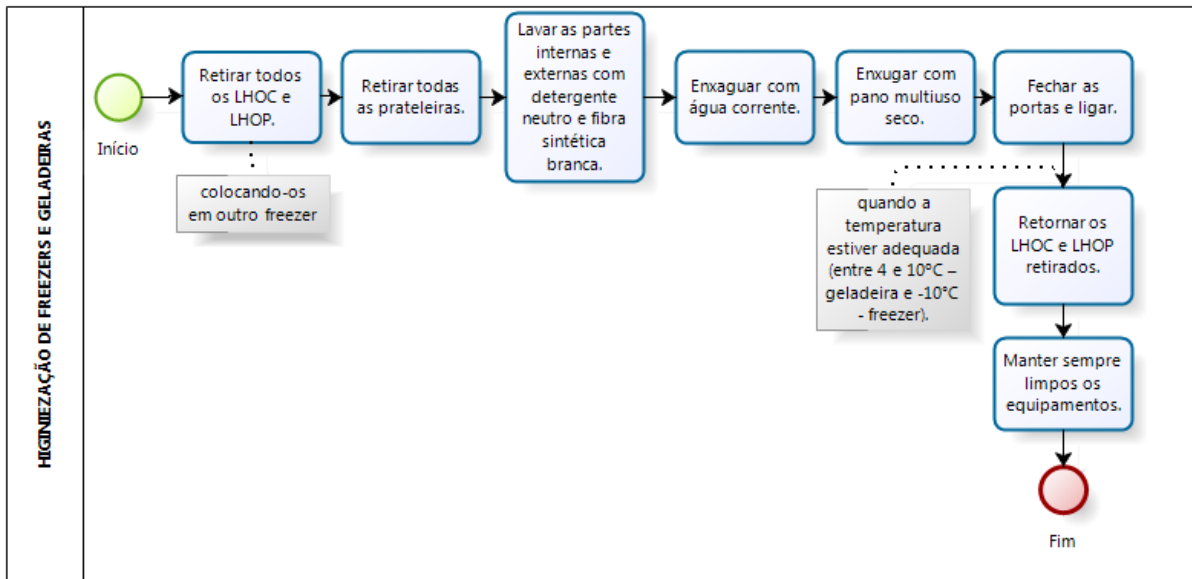 HIGINIEZAÇÃO DE FREEZERS E GELADEIRAS
Início
Retirar todos
os LHOC e
LHOP.
colocando-os
em outro freezer
Retirar todas
as prateleiras.
Lavar as partes
internas e
externas com
detergente
neutro e fibra
sintética
branca.
Enxaguar com
água corrente.
Enxugar com
pano multiuso
seco.
Fechar as
portas e ligar.
quando a
temperatura
estiver adequada
(entre 4 e 10ºC –
geladeira e -10°C
- freezer).
Retornar os
LHOC e LHOP
retirados.
Manter sempre
limpos os
equipamentos.
Fim